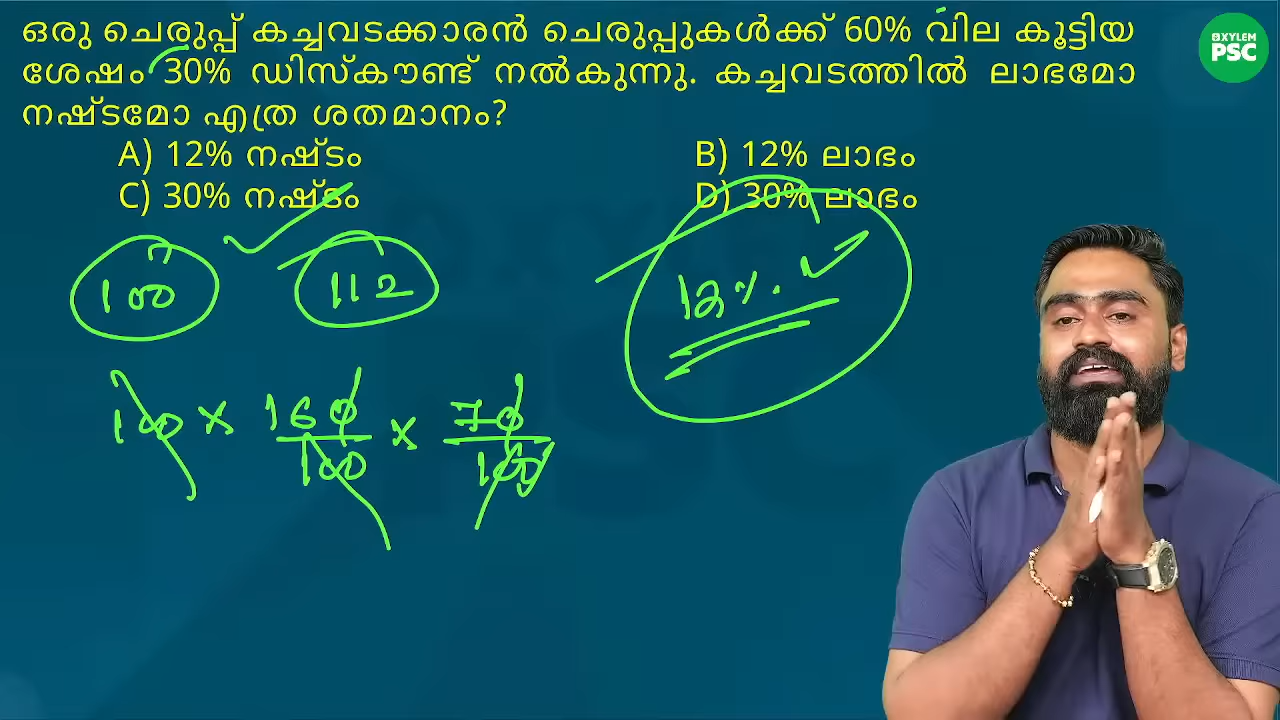 ഒരു ചെരുപ്പ് കച്ചവടക്കാരൻ ചെരുപ്പുകൾക്ക് 60% വില കൂട്ടിയ
ശേഷം 30% ഡിസ്കൗണ്ട് നൽകുന്നു. കച്ചവടത്തിൽ ലാഭമോ
നഷ്ടമോ എത്ര ശതമാനം?
A) 12% നഷ്ടം B) 12% ലാഭം
C) 30% നഷ്ടം D) 30% ലാഭം
XYLEM
PSC
100 112 12%.
100 × 160/100 × 70/100